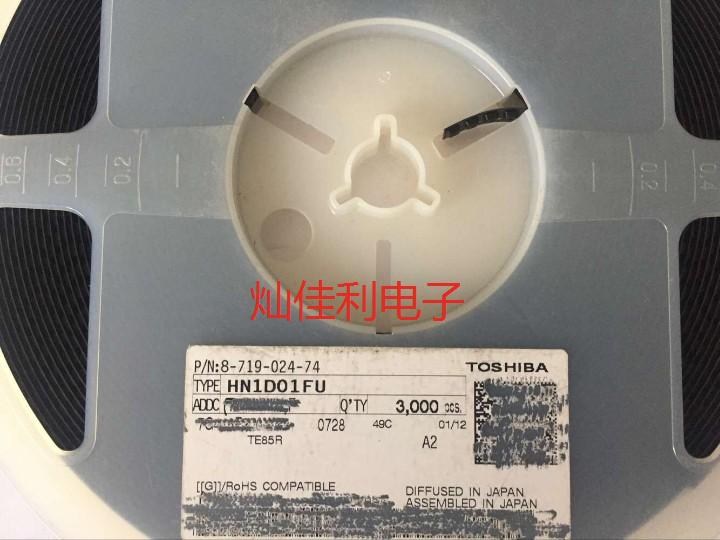 0.6 0.4 0.2 0.2 0.4
灿佳利电子
P/N:8-719-024-74 TOSHIBA
TYPE HN1D01FU
ADDC Q'TY 3,000 pcs.
0728 49C 01/12
TE85R A2
[[G]]/RoHS COMPATIBLE DIFFUSED IN JAPAN
ASSEMBLED IN JAPAN